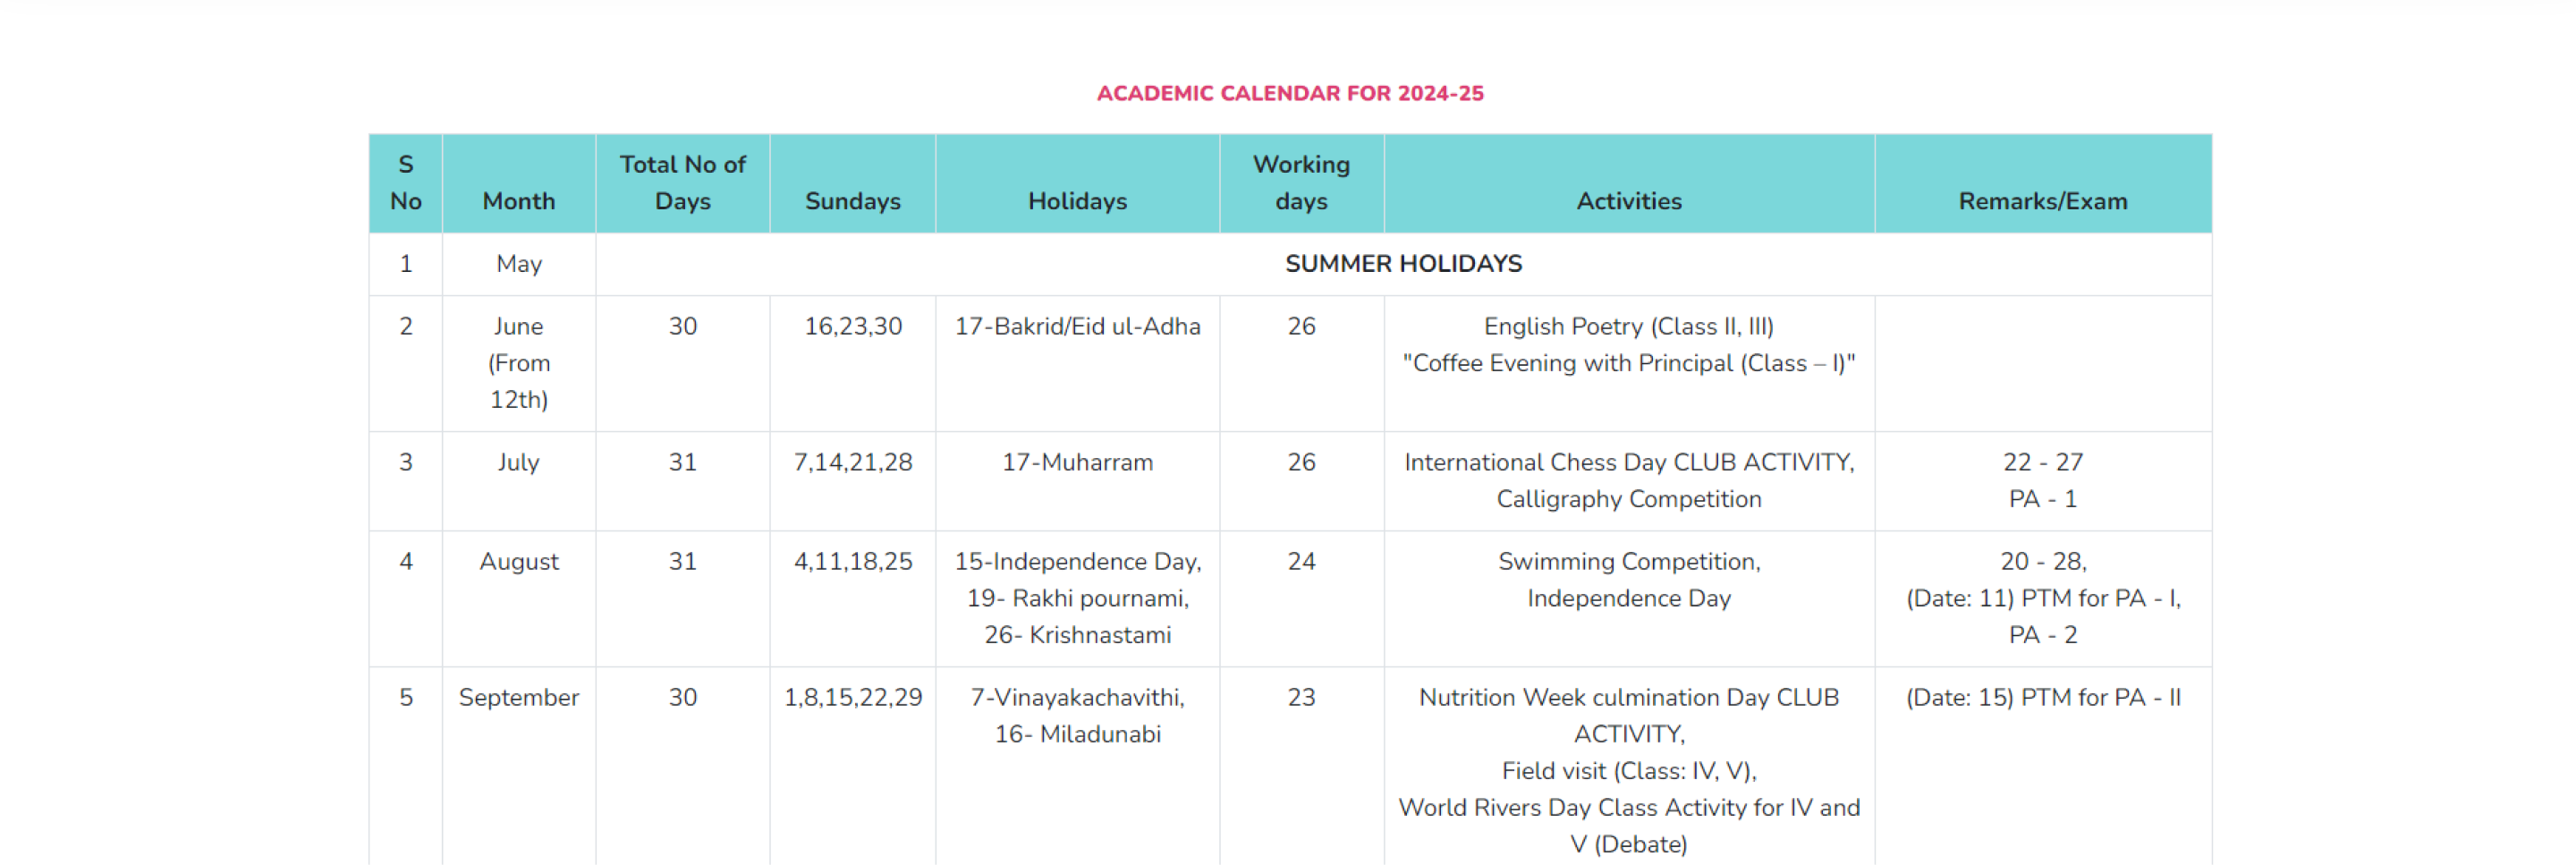 ACADEMIC CALENDAR FOR 2024-25
S No | Month | Total No of Days | Sundays | Holidays | Working days | Activities | Remarks/Exam
1 | May | SUMMER HOLIDAYS
2 | June (From 12th) | 30 | 16,23,30 | 17-Bakrid/Eid ul-Adha | 26 | English Poetry (Class II, III) "Coffee Evening with Principal (Class – I)"
3 | July | 31 | 7,14,21,28 | 17-Muharram | 26 | International Chess Day CLUB ACTIVITY, Calligraphy Competition | 22 - 27 PA - 1
4 | August | 31 | 4,11,18,25 | 15-Independence Day, 19- Rakhi pournami, 26- Krishnastami | 24 | Swimming Competition, Independence Day | 20 - 28, (Date: 11) PTM for PA - I, PA - 2
5 | September | 30 | 1,8,15,22,29 | 7-Vinayakachavithi, 16- Miladunabi | 23 | Nutrition Week culmination Day CLUB ACTIVITY, Field visit (Class: IV, V), World Rivers Day Class Activity for IV and V (Debate) | (Date: 15) PTM for PA - II